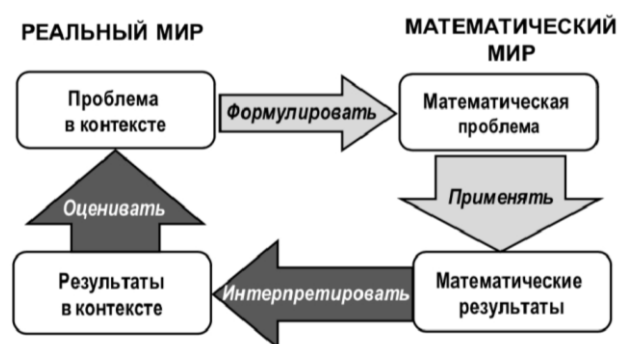 РЕАЛЬНЫЙ МИР
МАТЕМАТИЧЕСКИЙ
МИР
Проблема
в контексте
Формулировать
Математическая
проблема
Оценивать
Применять
Результаты
в контексте
Интерпретировать
Математические
результаты